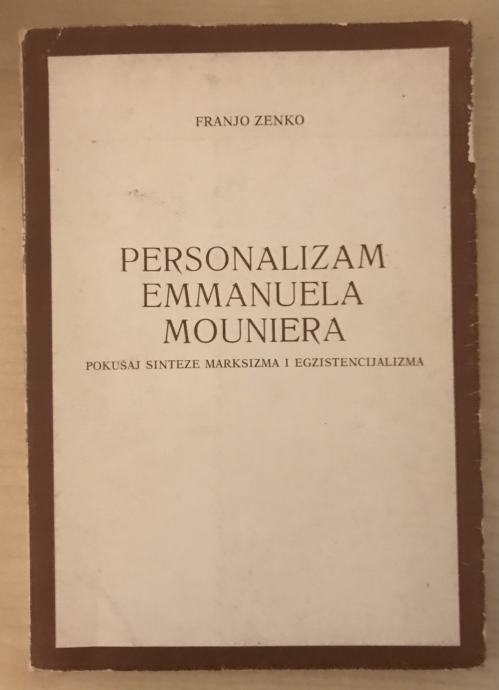 FRANJO ZENKO
PERSONALIZAM
EMMANUELA
MOUNIERA
POKUŠAJ SINTEZE MARKSIZMA I EGZISTENCIJALIZMA